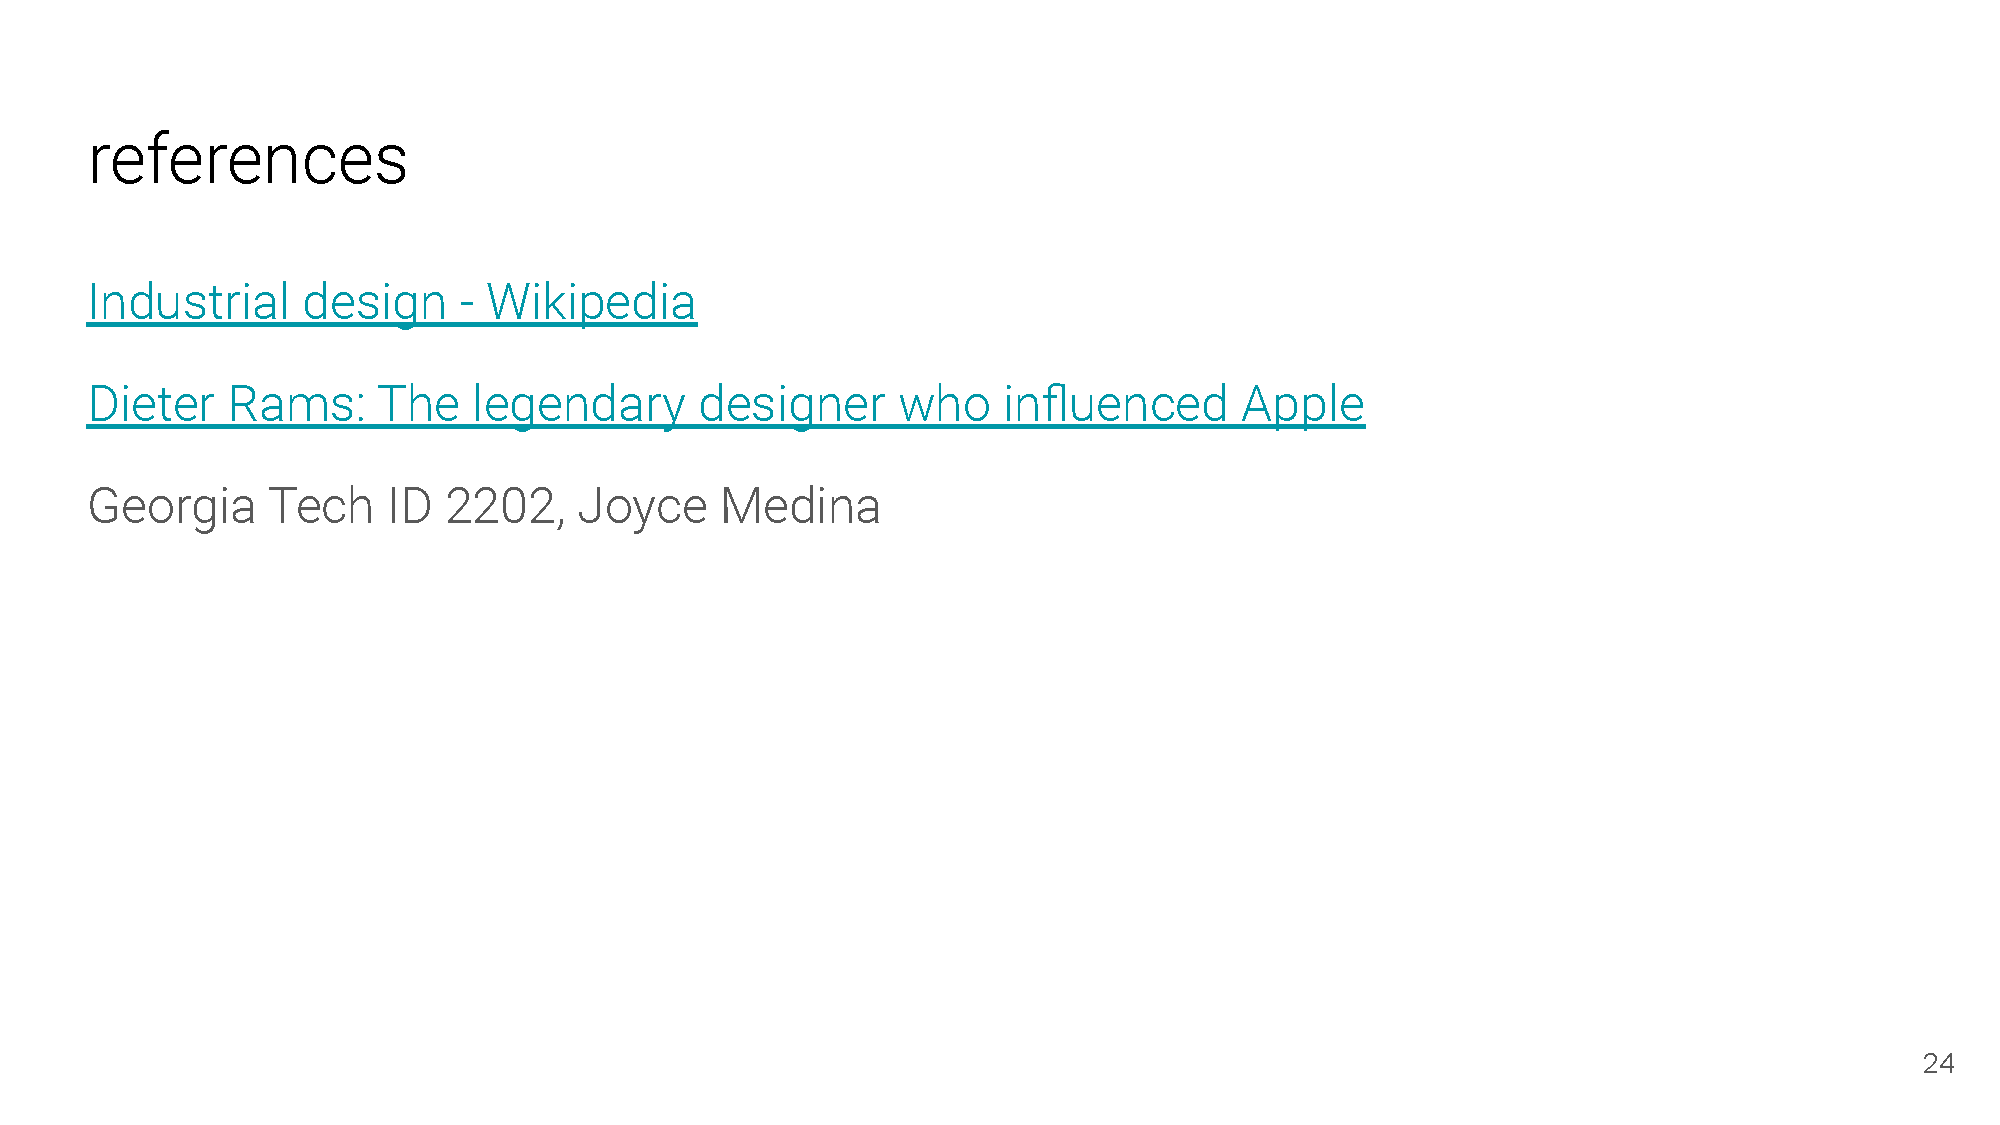 references
Industrial design - Wikipedia
Dieter Rams: The legendary designer who influenced Apple
Georgia Tech ID 2202, Joyce Medina
24